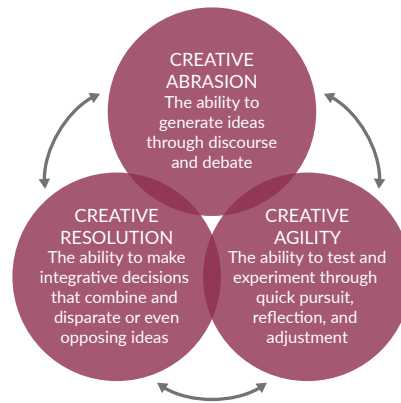 CREATIVE
ABRASION
The ability to
generate ideas
through discourse
and debate
CREATIVE
RESOLUTION
The ability to make
integrative decisions
that combine and
disparate or even
opposing ideas
CREATIVE
AGILITY
The ability to test and
experiment through
quick pursuit,
reflection, and
adjustment